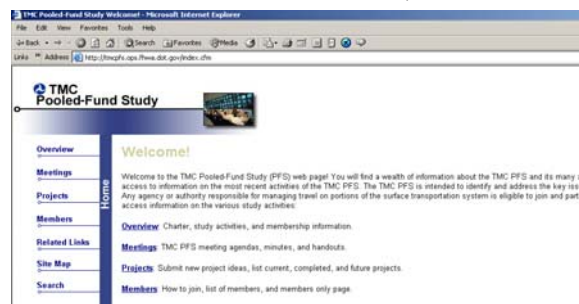 TMC Pooled-Fund Study Welcome! - Microsoft Internet Explorer
File Edit View Favorites Tools Help
Back Search Favorites Media
Links Address http://tmcpfs.ops.fhwa.dot.gov/index.cfm
TMC
Pooled-Fund Study
Overview
Meetings
Projects
Members
Related Links
Site Map
Search
Home
Welcome!
Welcome to the TMC Pooled-Fund Study (PFS) web page! You will find a wealth of information about the TMC PFS and its many
access to information on the most recent activities of the TMC PFS. The TMC PFS is intended to identify and address the key
Any agency or authority responsible for managing travel on portions of the surface transportation system is eligible to join and
access information on the various study activities:
Overview: Charter, study activities, and membership information.
Meetings: TMC PFS meeting agendas, minutes, and handouts.
Projects: Submit new project ideas, list current, completed, and future projects.
Members: How to join, list of members, and members only page.